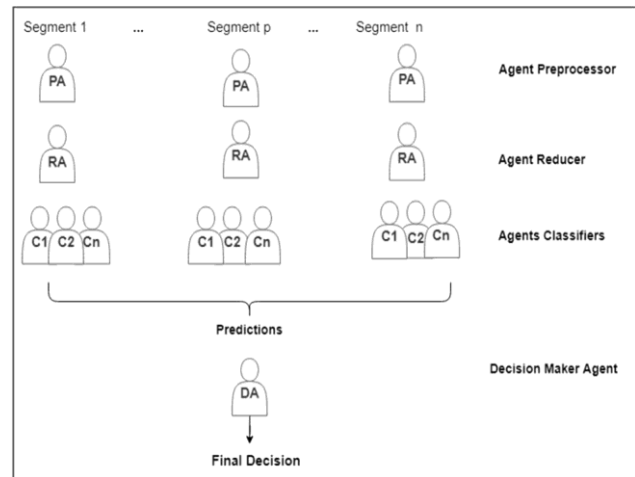 Segment 1 ... Segment p ... Segment n
PA PA PA Agent Preprocessor
RA RA RA Agent Reducer
C1 C2 Cn C1 C2 Cn C1 C2 Cn Agents Classifiers
Predictions
Decision Maker Agent
DA
Final Decision